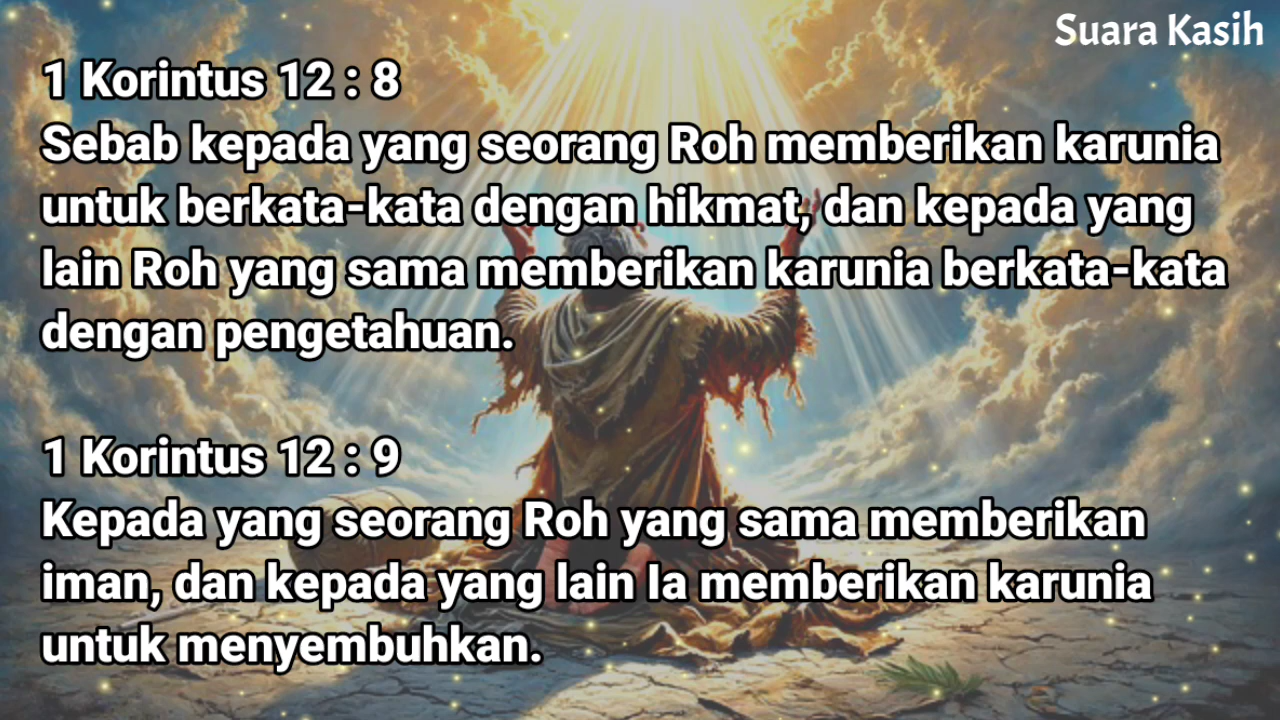 Suara Kasih
1 Korintus 12 : 8
Sebab kepada yang seorang Roh memberikan karunia
untuk berkata-kata dengan hikmat, dan kepada yang
lain Roh yang sama memberikan karunia berkata-kata
dengan pengetahuan.
1 Korintus 12 : 9
Kepada yang seorang Roh yang sama memberikan
iman, dan kepada yang lain Ia memberikan karunia
untuk menyembuhkan.